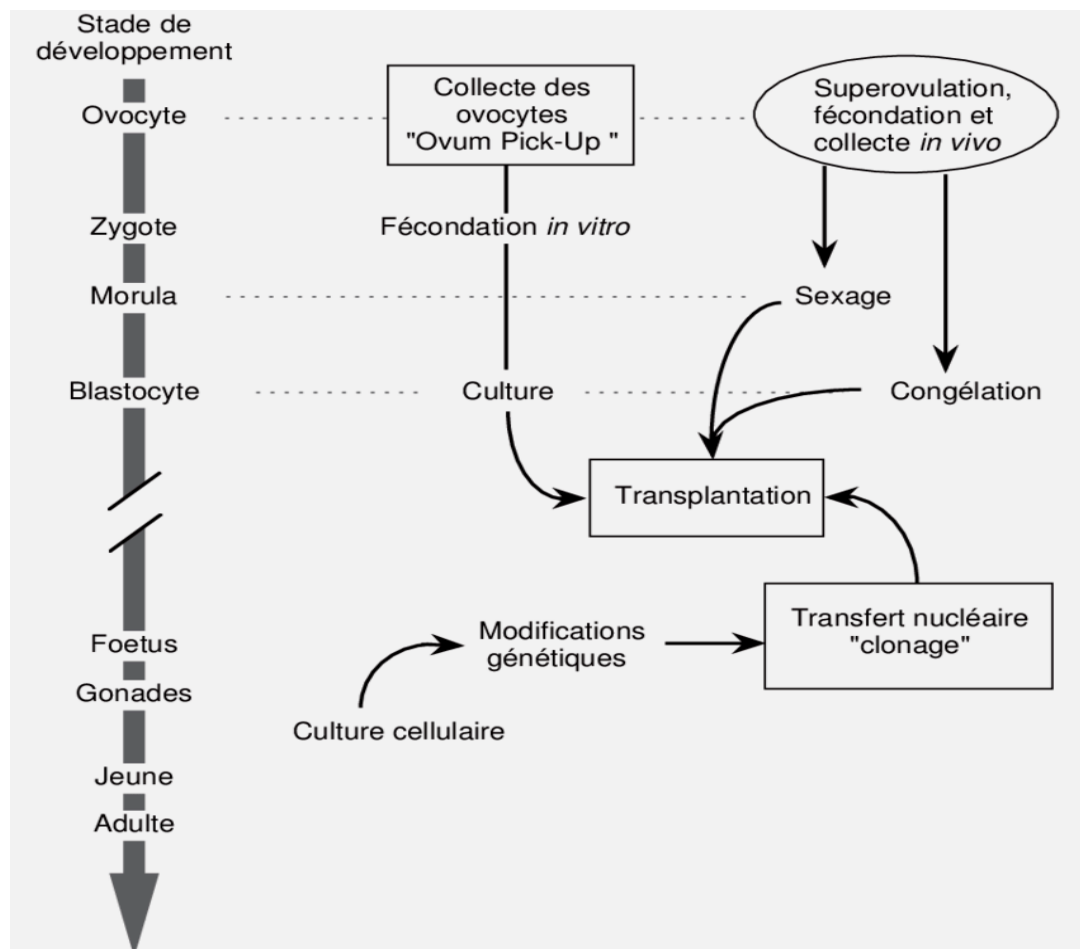 Stade de
développement
Ovocyte
Collecte des
ovocytes
"Ovum Pick-Up "
Superovulation,
fécondation et
collecte in vivo
Zygote
Fécondation in vitro
Morula
Sexage
Blastocyte
Culture
Congélation
Transplantation
Foetus
Modifications
génétiques
Transfert nucléaire
"clonage"
Gonades
Culture cellulaire
Jeune
Adulte